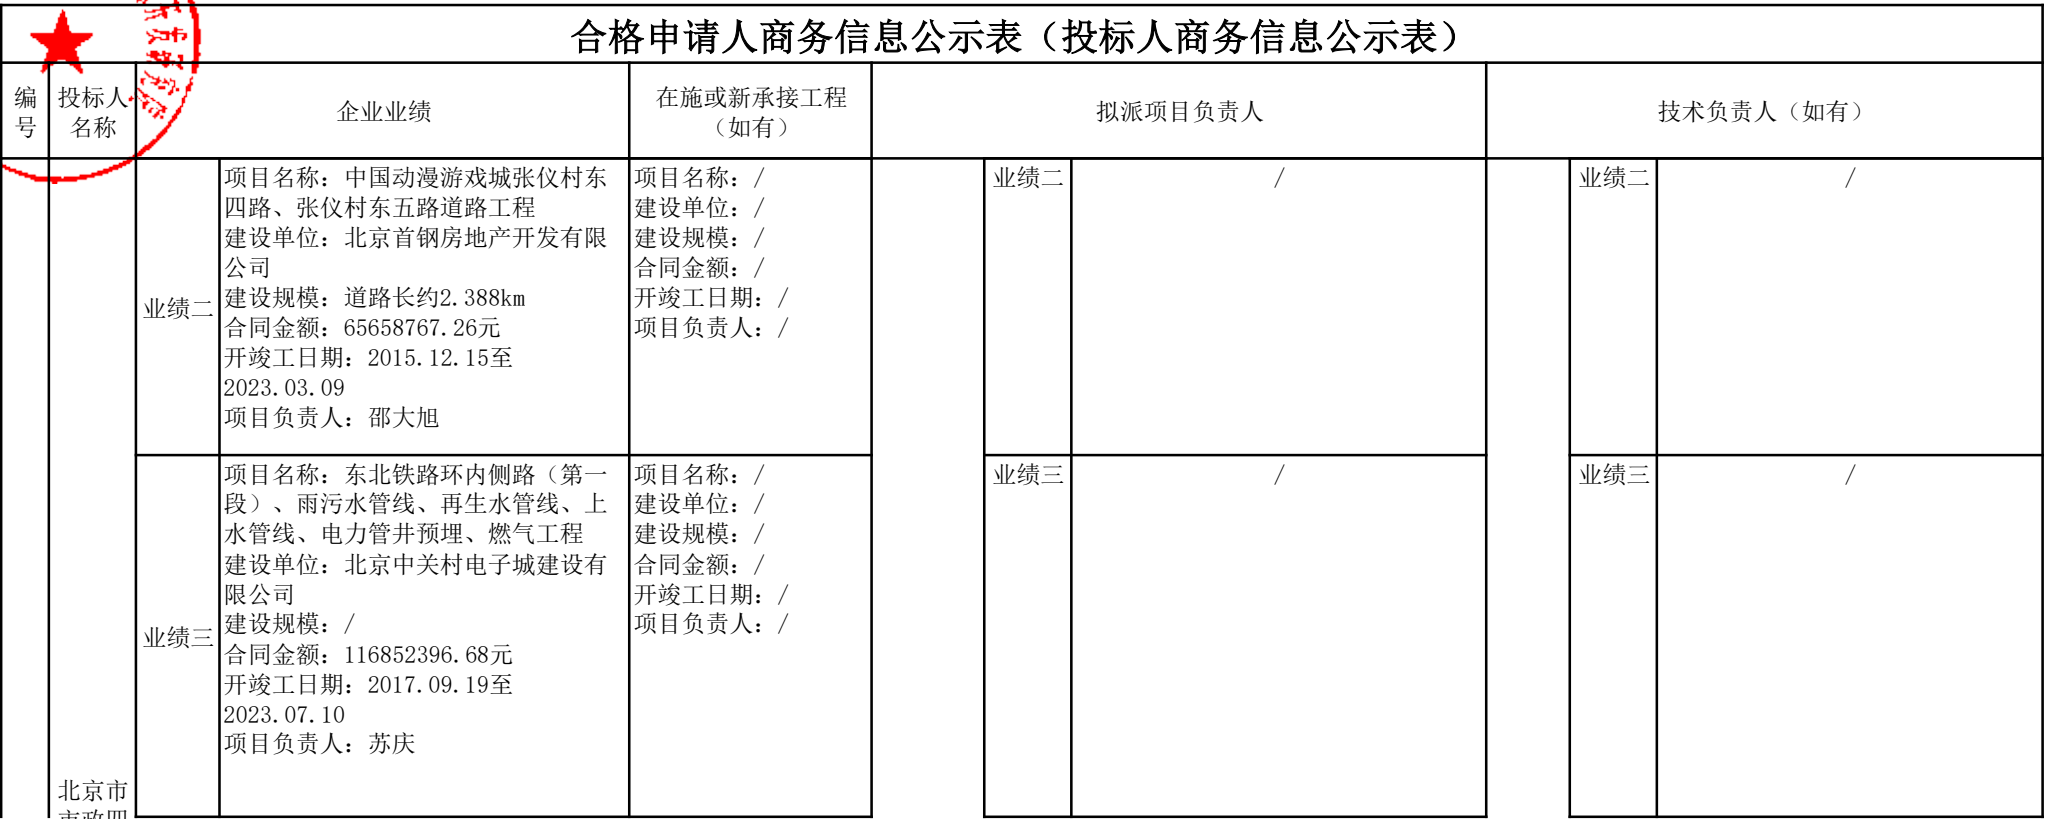 合格申请人商务信息公示表（投标人商务信息公示表）
编号
投标人名称
企业业绩
在施或新承接工程（如有）
拟派项目负责人
技术负责人（如有）
业绩二
项目名称：中国动漫游戏城张仪村东
四路、张仪村东五路道路工程
建设单位：北京首钢房地产开发有限
公司
建设规模：道路长约2.388km
合同金额：65658767.26元
开竣工日期：2015.12.15至
2023.03.09
项目负责人：邵大旭
项目名称：/
建设单位：/
建设规模：/
合同金额：/
开竣工日期：/
项目负责人：/
业绩二
/
业绩二
/
业绩三
项目名称：东北铁路环内侧路（第一
段）、雨污水管线、再生水管线、上
水管线、电力管井预埋、燃气工程
建设单位：北京中关村电子城建设有
限公司
建设规模：/
合同金额：116852396.68元
开竣工日期：2017.09.19至
2023.07.10
项目负责人：苏庆
项目名称：/
建设单位：/
建设规模：/
合同金额：/
开竣工日期：/
项目负责人：/
业绩三
/
业绩三
/
北京市
市政四